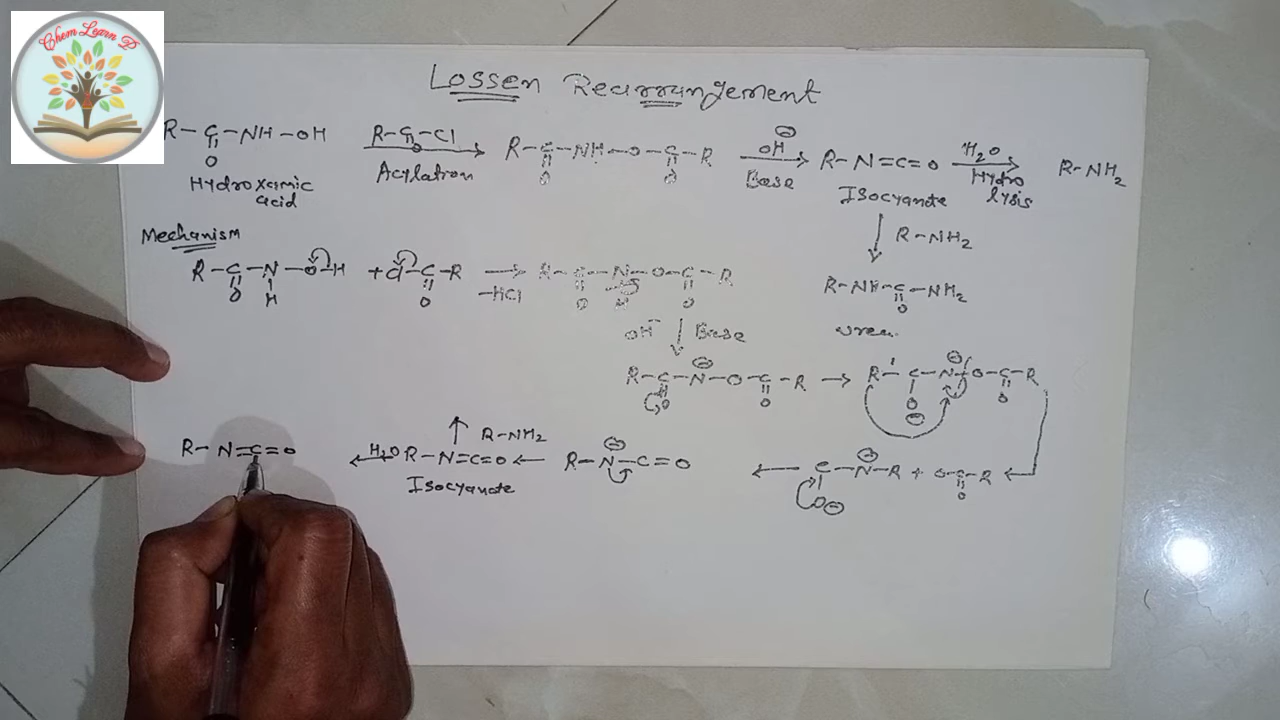 Chem Learn P
Lossen Rearrangement
R-C-NH-OH R-C-Cl R-C-NH-O-C-R OH⊖ R-N=C=O H2O R-NH2
O O O O
Hydroxamic acid Acylation Base Isocyanate Hydrolysis
R-NH2
Mechanism
R-C-N-O-H + Cl-C-R → R-C-N-O-C-R R-NH-C-NH2
O H O -HCl O H O O
OH- Base urea
R-C-N⊖-O-C-R → R-C-N⊖-O-C-R
O O O⊖ O
R-NH2
R-N=C=O ← H2O R-N=C=O ← R-N⊖-C=O ← C-N⊖-R + O-C-R
Isocyanate O⊖ O